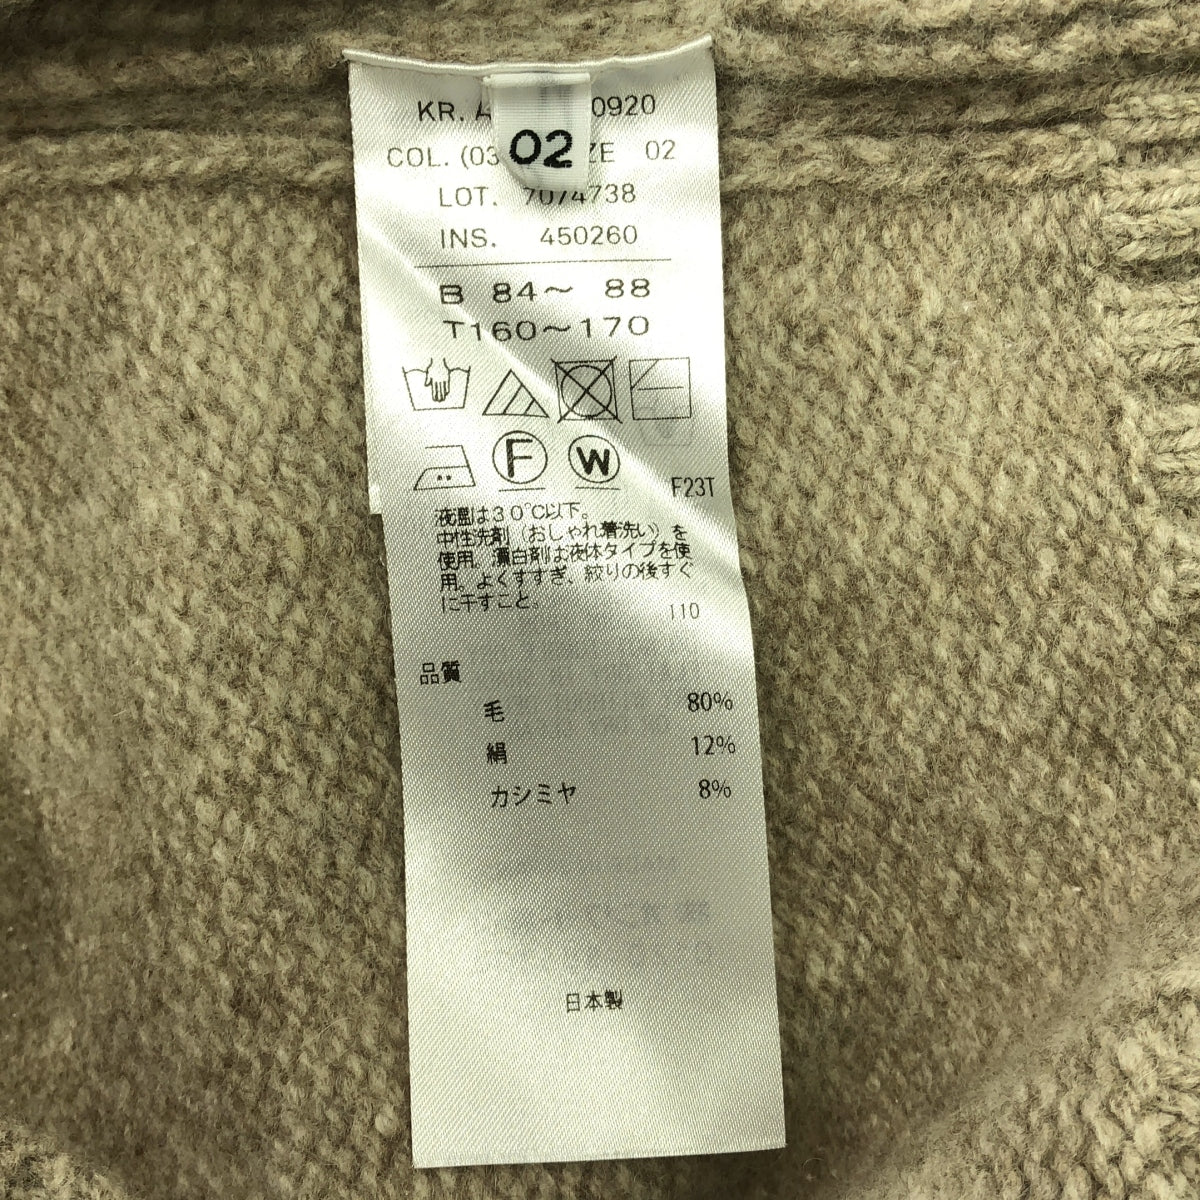 KR. 0920
02
COL. (03 02
LOT. 7074738
INS. 450260
B 84～ 88
T160～170
F W
F23T
液温は30℃以下。
中性洗剤（おしゃれ着洗い）を
使用。漂白剤は液体タイプを使
用。よくすすぎ、絞りの後すぐ
に干すこと。
110
品質
毛 80%
絹 12%
カシミヤ 8%
日本製